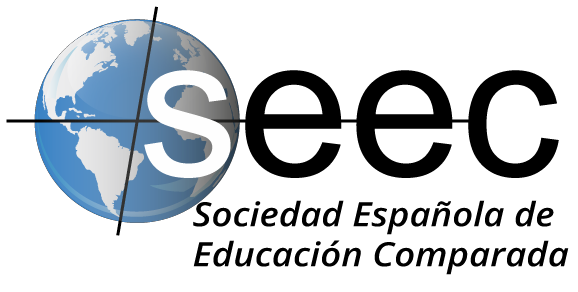 seec
Sociedad Española de
Educación Comparada